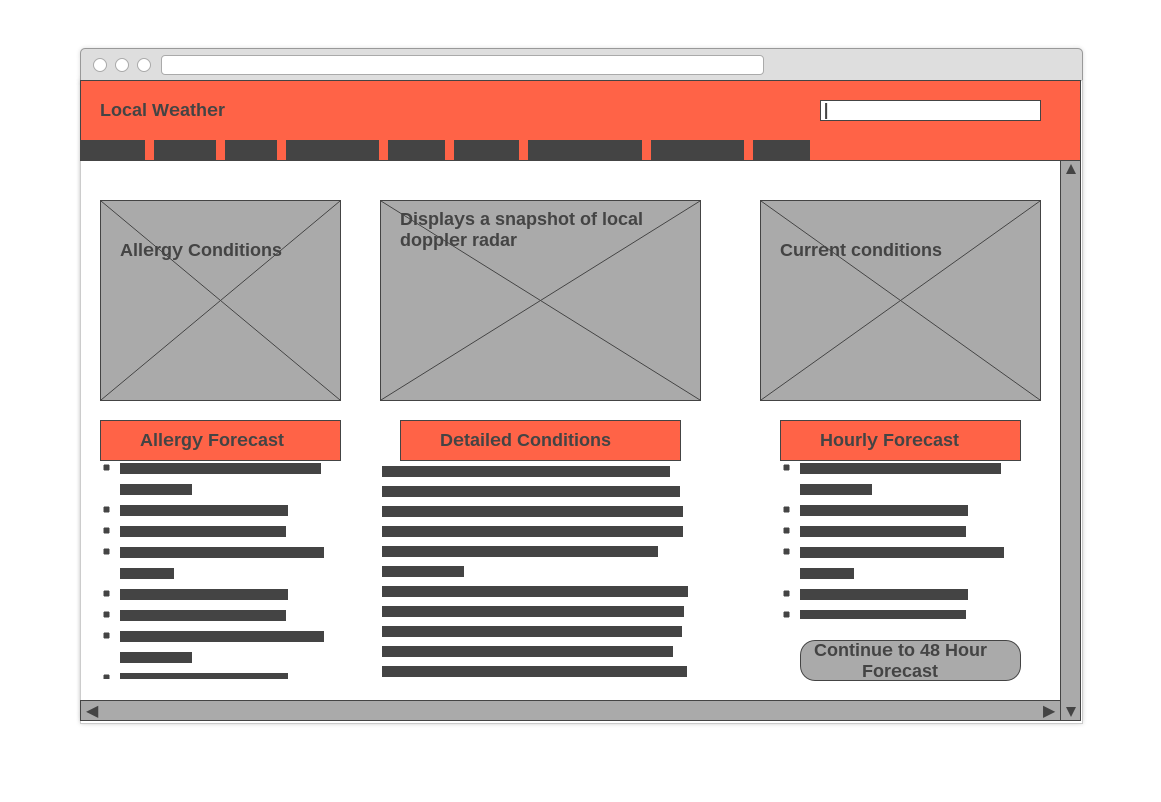 Local Weather
Allergy Conditions
Displays a snapshot of local
doppler radar
Current conditions
Allergy Forecast
Detailed Conditions
Hourly Forecast
Continue to 48 Hour
Forecast